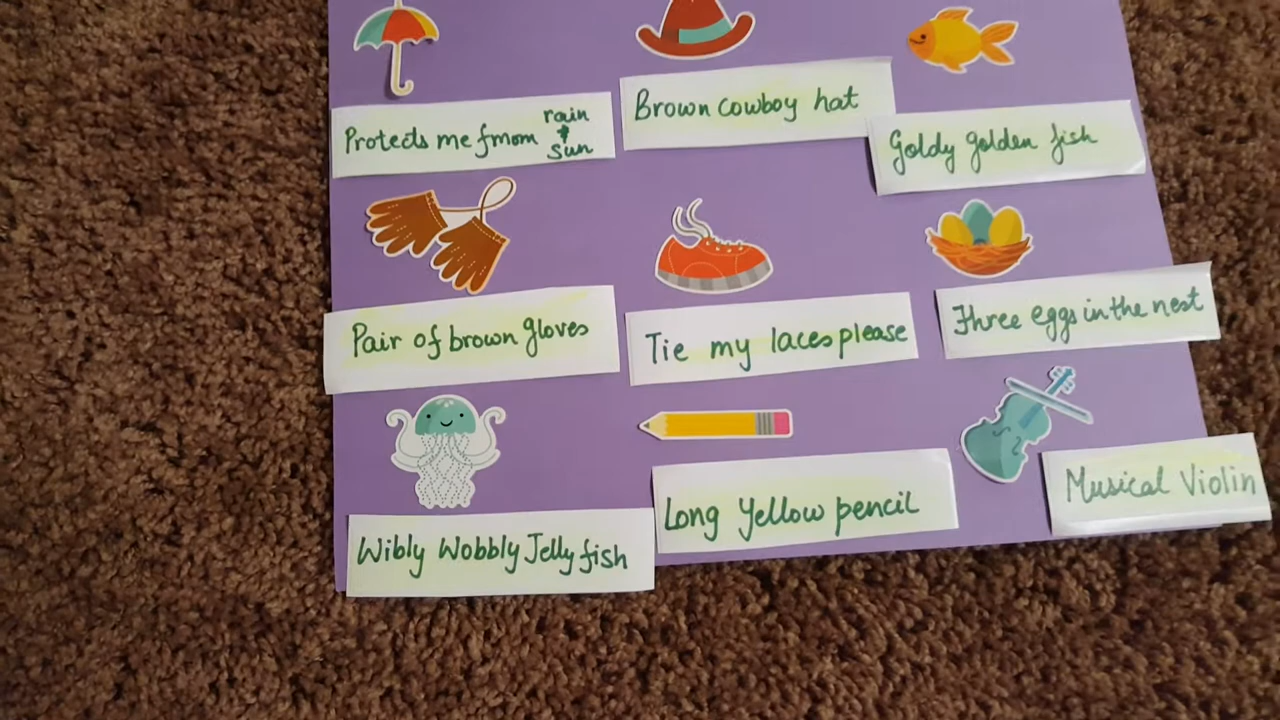 Protects me fmom rain & sun
Brown cowboy hat
Goldy golden fish
Pair of brown gloves
Tie my laces please
Three eggs in the nest
Wibly Wobbly Jelly fish
Long Yellow pencil
Musical Violin